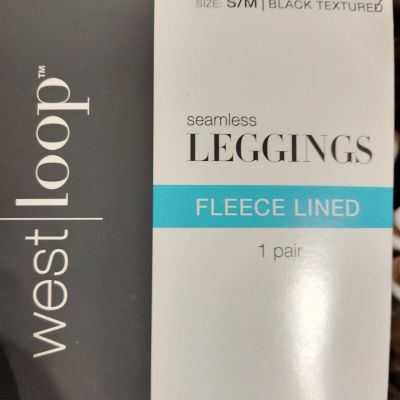 SIZE: S/M | BLACK TEXTURED
seamless
LEGGINGS
FLEECE LINED
1 pair
west|loop™